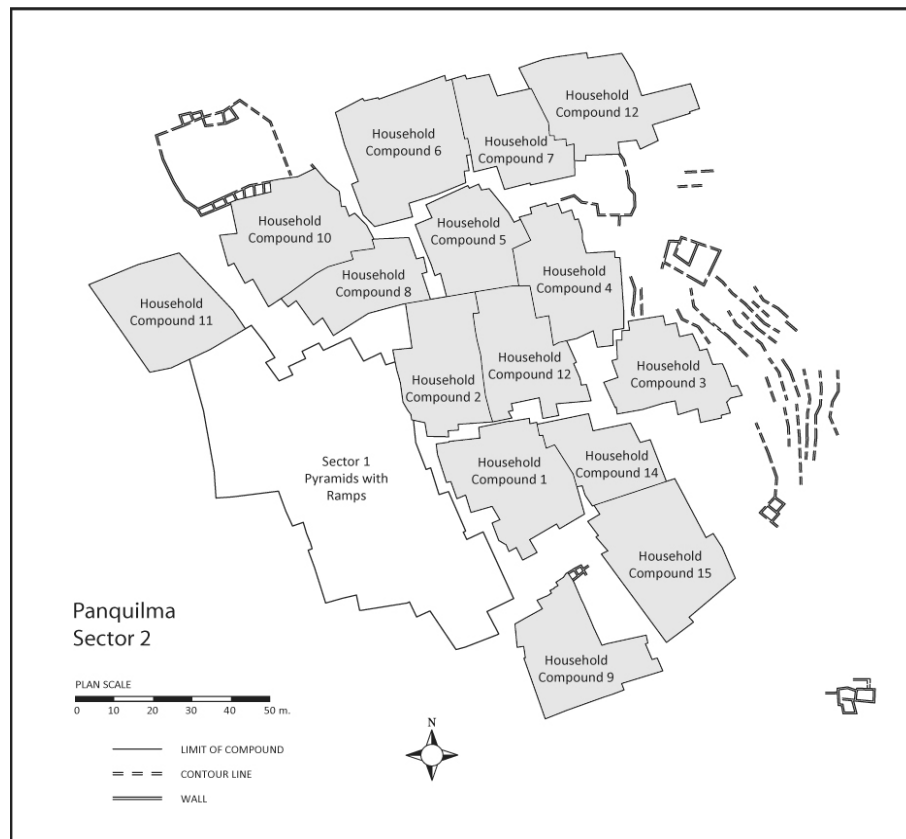 Household
Compound 12
Household
Compound 6
Household
Compound 7
Household
Compound 10
Household
Compound 5
Household
Compound 8
Household
Compound 4
Household
Compound 11
Household
Compound 2
Household
Compound 12
Household
Compound 3
Sector 1
Pyramids with
Ramps
Household
Compound 1
Household
Compound 14
Household
Compound 15
Household
Compound 9
Panquilma
Sector 2
PLAN SCALE
0 10 20 30 40 50 m.
N
LIMIT OF COMPOUND
CONTOUR LINE
WALL